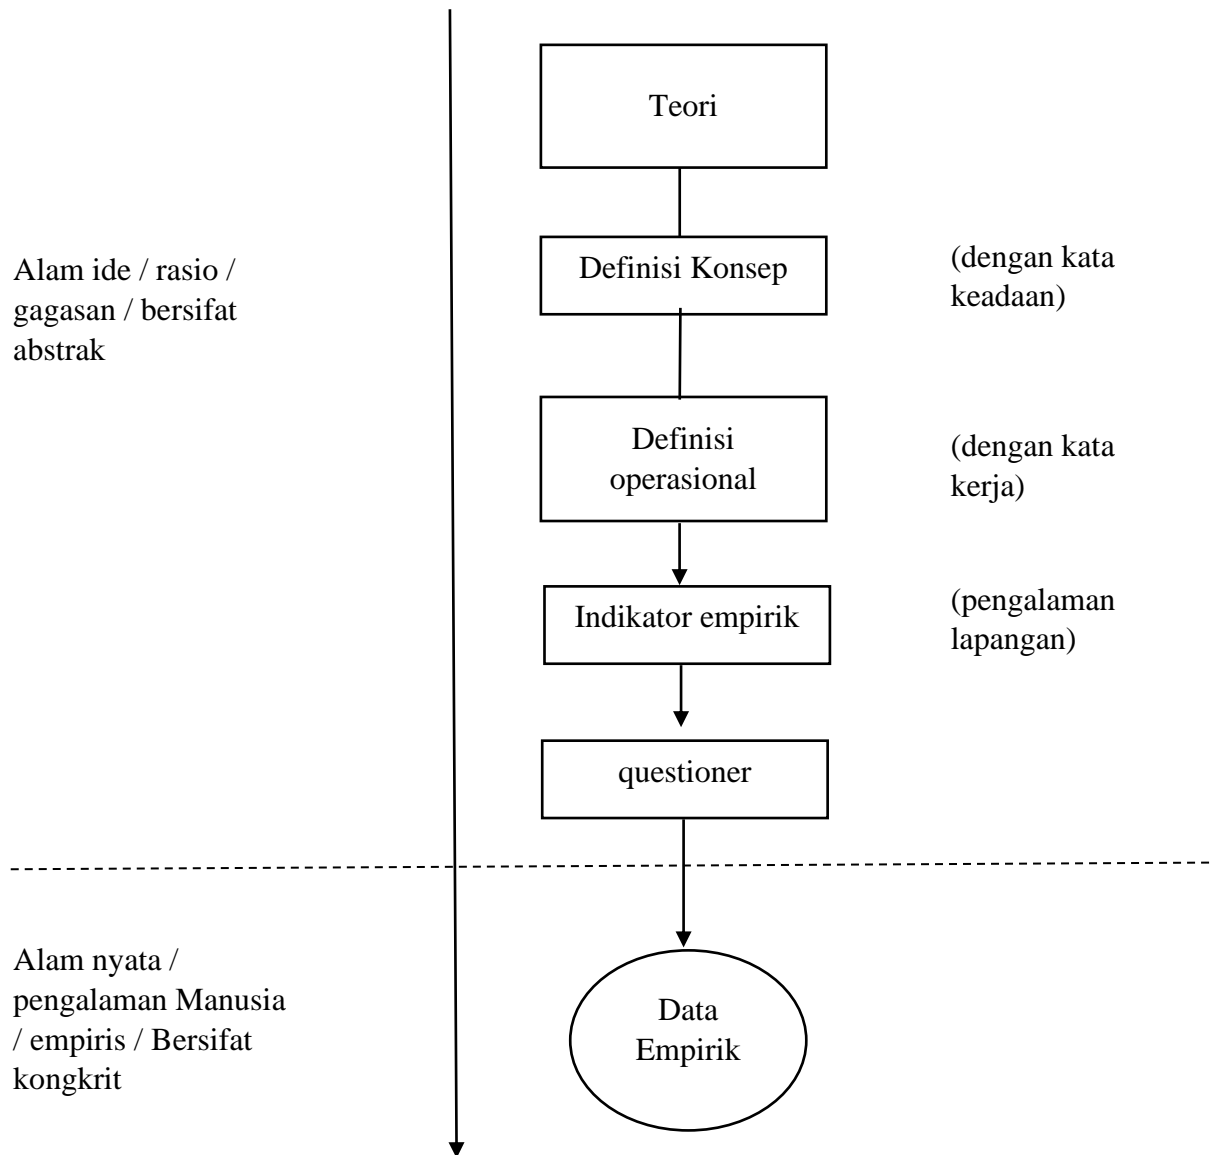 Teori
Definisi Konsep
(dengan kata
keadaan)
Alam ide / rasio /
gagasan / bersifat
abstrak
Definisi
operasional
(dengan kata
kerja)
Indikator empirik
(pengalaman
lapangan)
questioner
Alam nyata /
pengalaman Manusia
/ empiris / Bersifat
kongkrit
Data
Empirik